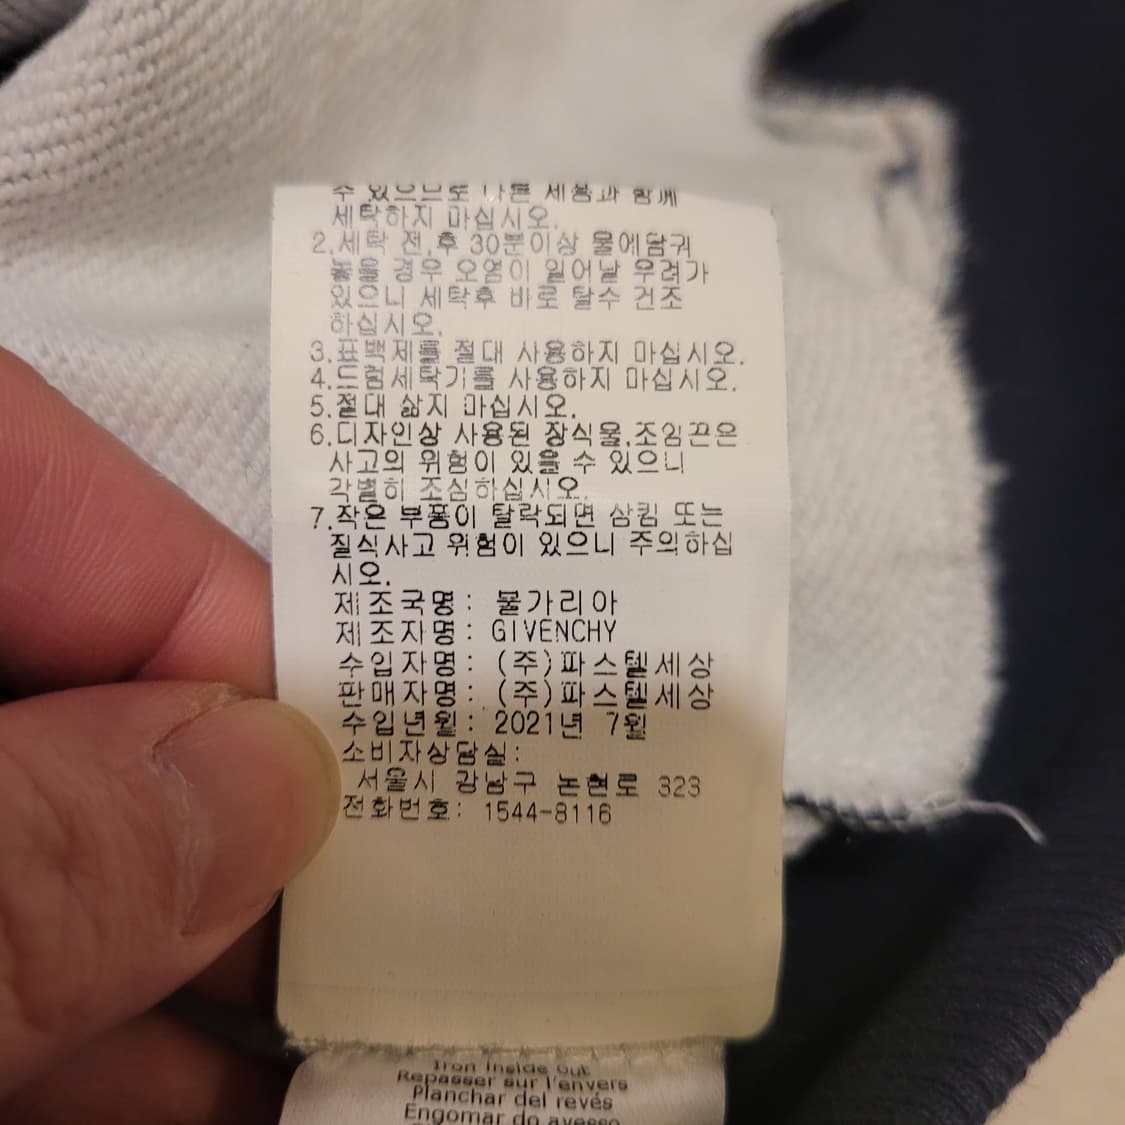 수 있으므로 다른 제품과 함께
세탁하지 마십시오.
2.세탁 전,후 30분이상 물에담궈
놓을 경우 오염이 일어날 우려가
있으니 세탁후 바로 탈수 건조
하십시오.
3.표백제를 절대 사용하지 마십시오.
4.드럼세탁기를 사용하지 마십시오.
5.절대 삶지 마십시오.
6.디자인상 사용된 장식물,조임끈은
사고의 위험이 있을 수 있으니
각별히 조심하십시오.
7.작은 부품이 탈락되면 삼킴 또는
질식사고 위험이 있으니 주의하십
시오.
제조국명: 불가리아
제조자명: GIVENCHY
수입자명: (주)파스텔세상
판매자명: (주)파스텔세상
수입년월: 2021년 7월
소비자상담실:
서울시 강남구 논현로 323
전화번호: 1544-8116
Iron inside out
Repasser sur l'envers
Planchar del revés
Engomar do avesso